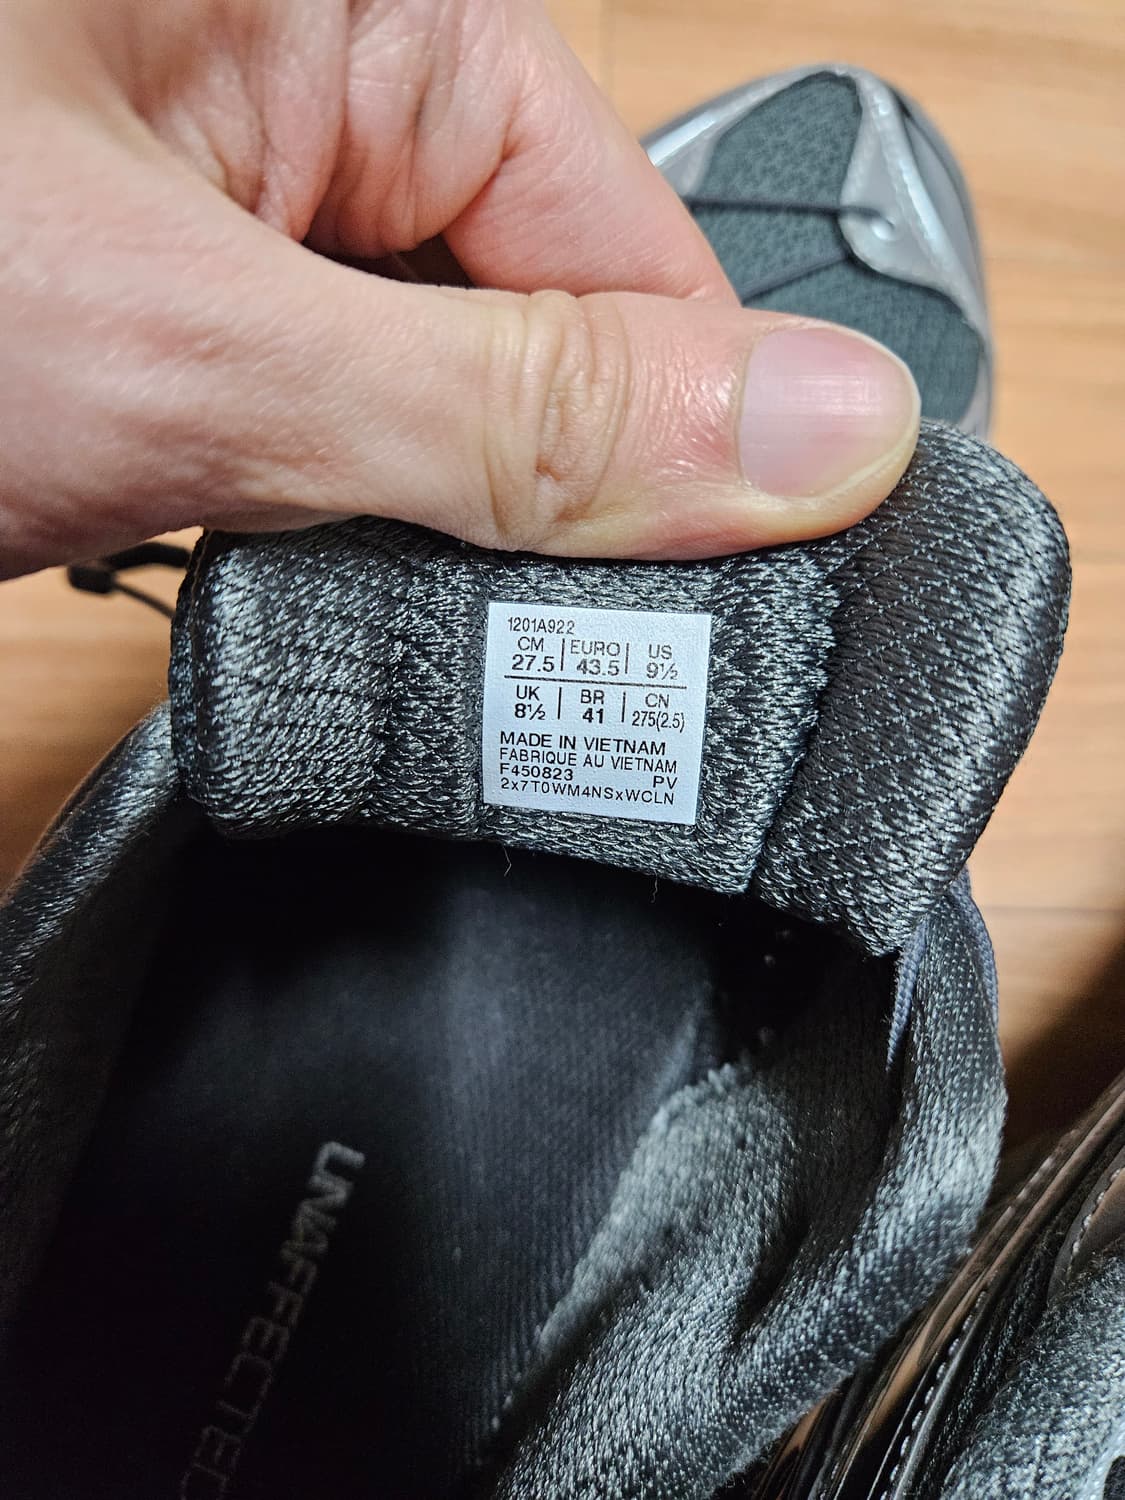 1201A922
CM | EURO | US
27.5 | 43.5 | 9½
UK | BR | CN
8½ | 41 | 275(2.5)
MADE IN VIETNAM
FABRIQUE AU VIETNAM
F450823 PV
2x7T0WM4NSxWCLN
UNAFFECTED